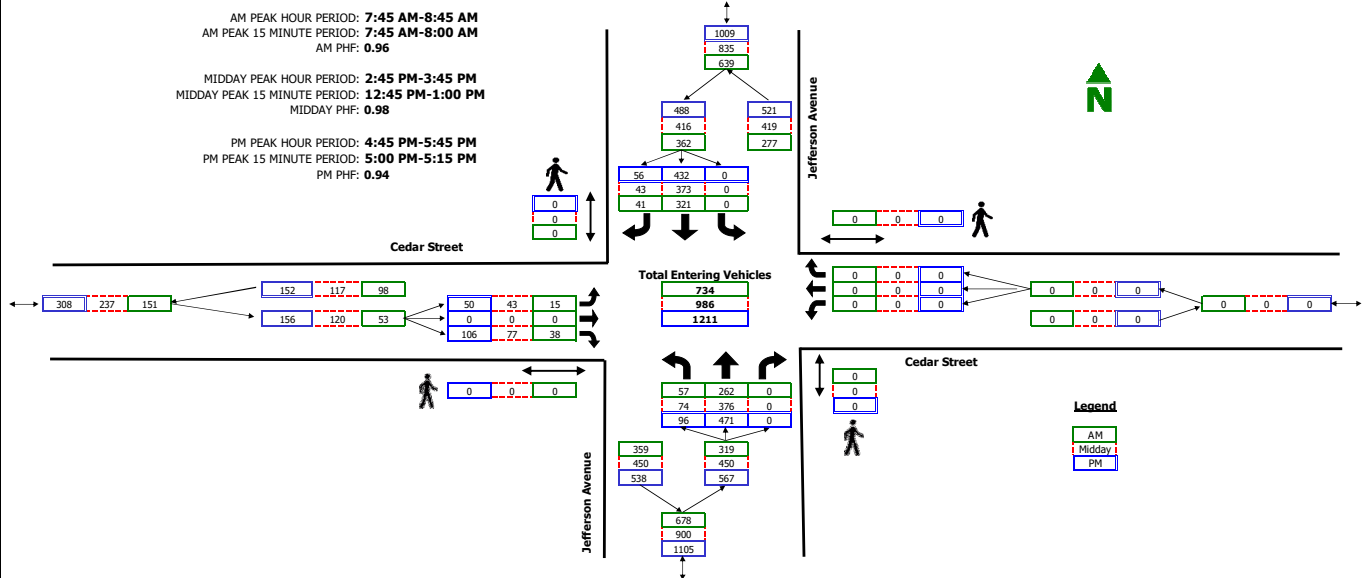 AM PEAK HOUR PERIOD: 7:45 AM-8:45 AM
AM PEAK 15 MINUTE PERIOD: 7:45 AM-8:00 AM
AM PHF: 0.96
MIDDAY PEAK HOUR PERIOD: 2:45 PM-3:45 PM
MIDDAY PEAK 15 MINUTE PERIOD: 12:45 PM-1:00 PM
MIDDAY PHF: 0.98
PM PEAK HOUR PERIOD: 4:45 PM-5:45 PM
PM PEAK 15 MINUTE PERIOD: 5:00 PM-5:15 PM
PM PHF: 0.94
1009
835
639
488
416
362
521
419
277
56 432 0
43 373 0
41 321 0
Jefferson Avenue
N
0
0
0
0 0 0
Cedar Street
308 237 151
152 117 98
156 120 53
50 43 15
0 0 0
106 77 38
Total Entering Vehicles
734
986
1211
0 0 0
0 0 0
0 0 0
0 0 0
0 0 0
0 0 0
Cedar Street
0 0 0
57 262 0
74 376 0
96 471 0
0
0
0
359
450
538
319
450
567
678
900
1105
Jefferson Avenue
Legend
AM
Midday
PM